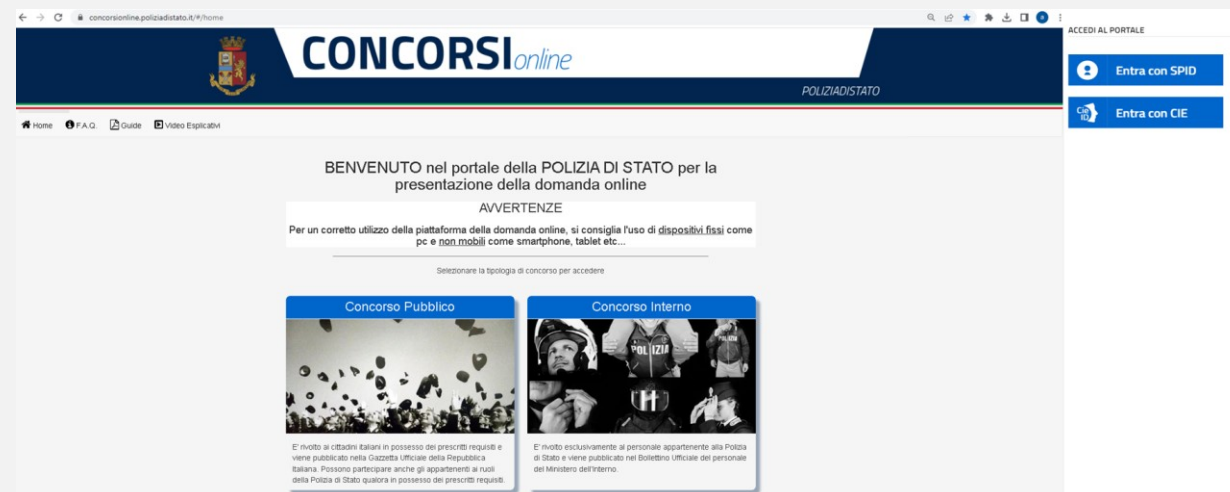 concorsionline.poliziadistato.it/#/home
CONCORSIonline
POLIZIADISTATO
ACCEDI AL PORTALE
Entra con SPID
Entra con CIE
Home F.A.Q. Guide Video Esplicativi
BENVENUTO nel portale della POLIZIA DI STATO per la
presentazione della domanda online
AVVERTENZE
Per un corretto utilizzo della piattaforma della domanda online, si consiglia l'uso di dispositivi fissi come
pc e non mobili come smartphone, tablet etc...
Selezionare la tipologia di concorso per accedere
Concorso Pubblico
E' rivolto ai cittadini italiani in possesso dei prescritti requisiti e
viene pubblicato nella Gazzetta Ufficiale della Repubblica
Italiana. Possono partecipare anche gli appartenenti ai ruoli
della Polizia di Stato qualora in possesso dei prescritti requisiti.
Concorso Interno
POLIZIA
E' rivolto esclusivamente al personale appartenente alla Polizia
di Stato e viene pubblicato nel Bollettino Ufficiale del personale
del Ministero dell'Interno.